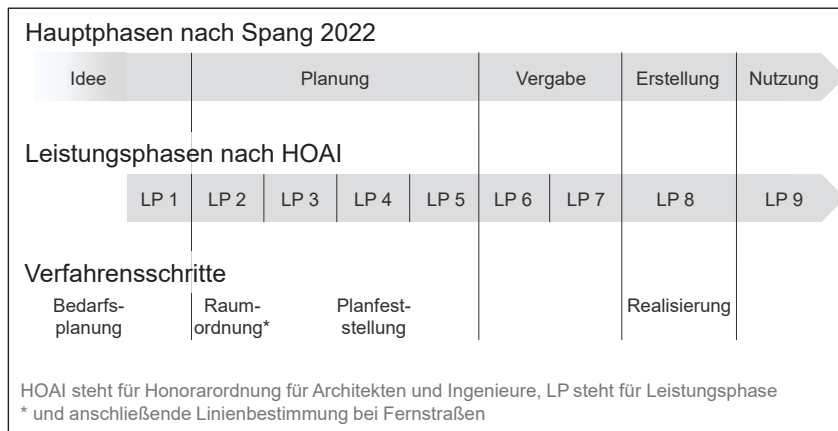 Hauptphasen nach Spang 2022
Idee Planung Vergabe Erstellung Nutzung
Leistungsphasen nach HOAI
LP 1 LP 2 LP 3 LP 4 LP 5 LP 6 LP 7 LP 8 LP 9
Verfahrensschritte
Bedarfs- Raum- Planfest- Realisierung
planung ordnung* stellung
HOAI steht für Honorarordnung für Architekten und Ingenieure, LP steht für Leistungsphase
* und anschließende Linienbestimmung bei Fernstraßen